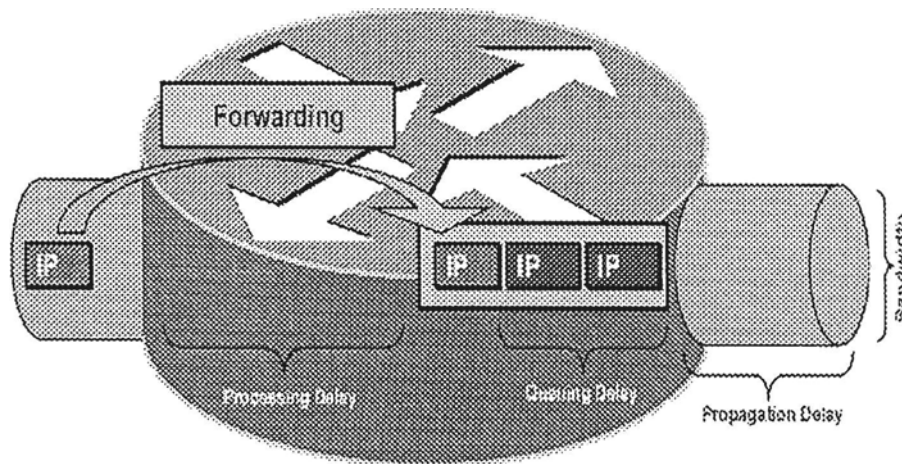 Forwarding
IP
IP
IP
IP
Bandwidth
Processing Delay
Queuing Delay
Propagation Delay